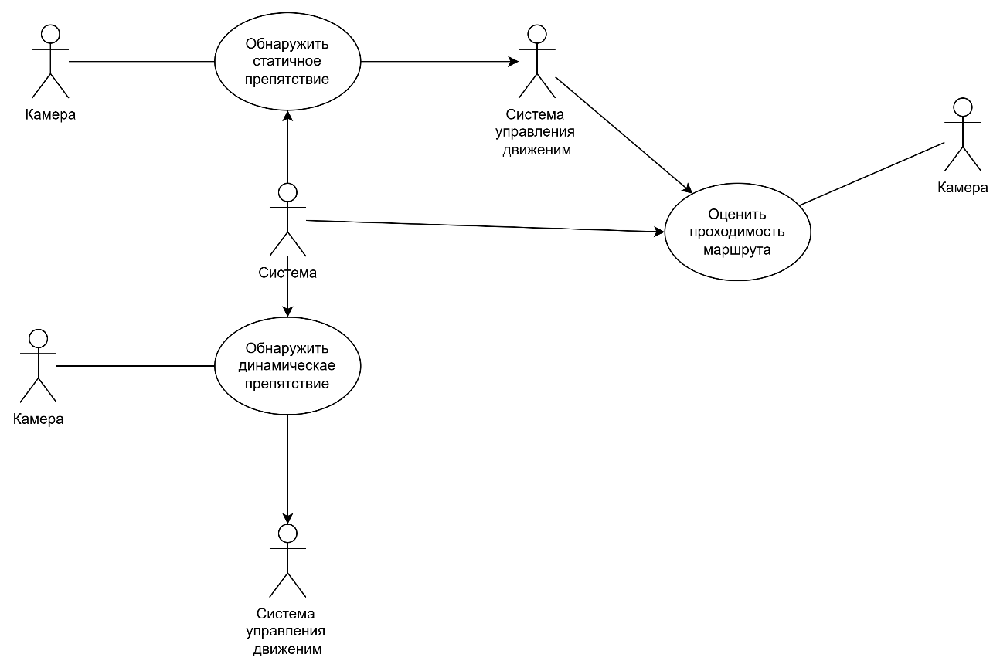 Обнаружить
статичное
препятствие
Камера
Система
управления
движеним
Камера
Оценить
проходимость
маршрута
Система
Обнаружить
динамическае
препятствие
Камера
Система
управления
движеним